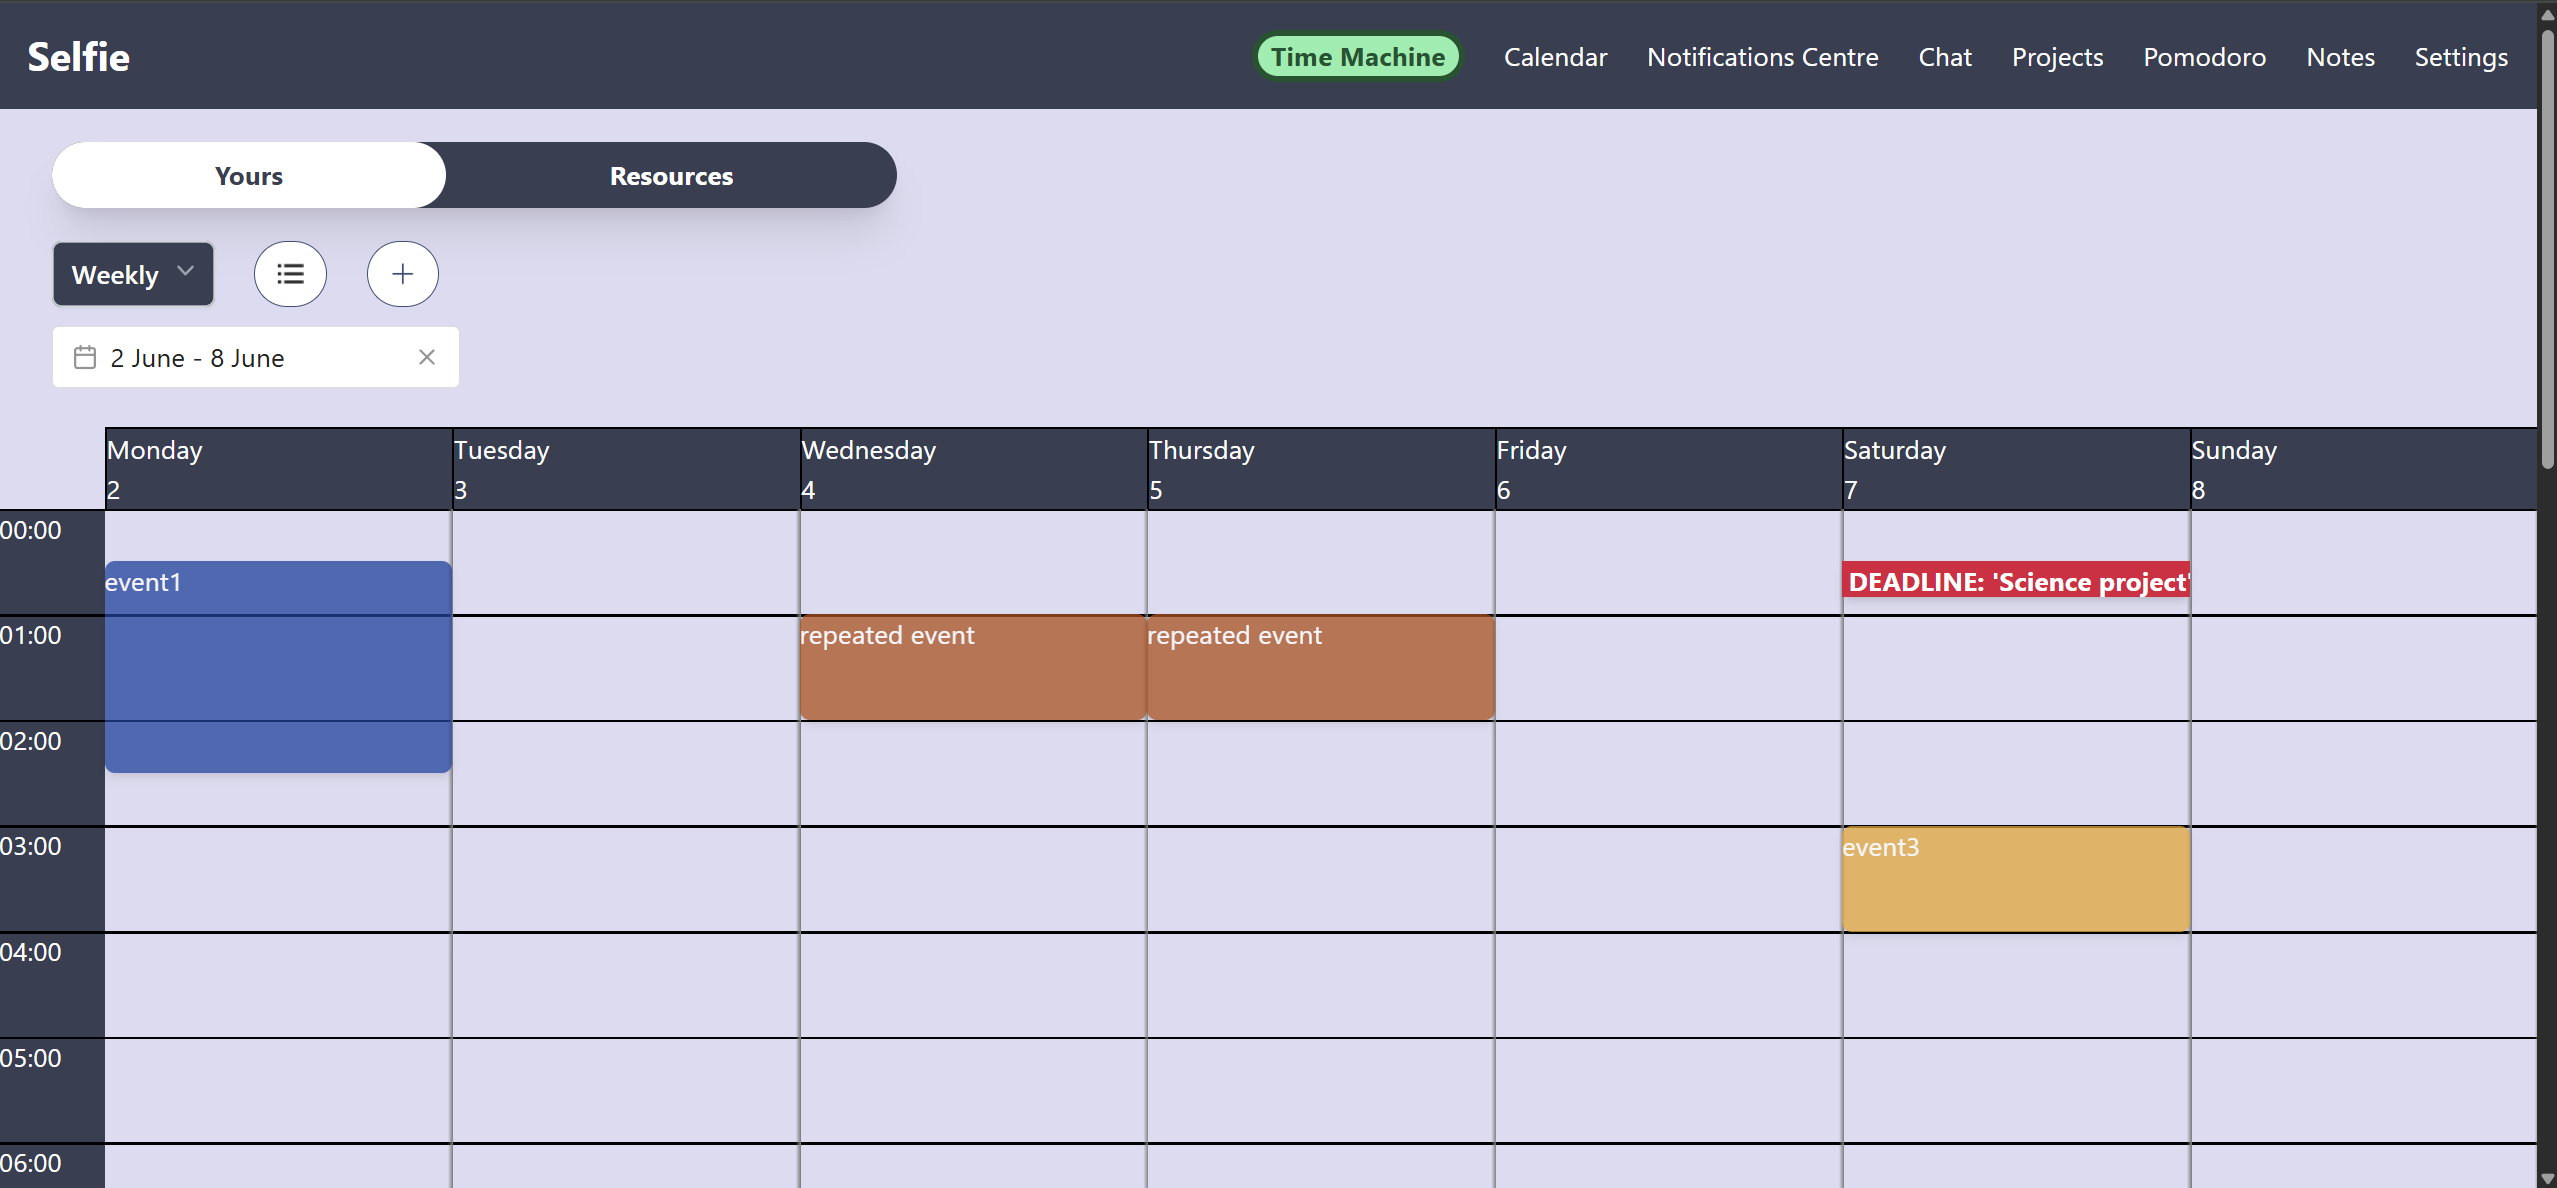 Selfie
Time Machine Calendar Notifications Centre Chat Projects Pomodoro Notes Settings
Yours Resources
Weekly
2 June - 8 June
Monday Tuesday Wednesday Thursday Friday Saturday Sunday
2 3 4 5 6 7 8
00:00
event1 DEADLINE: 'Science project'
01:00 repeated event repeated event
02:00
03:00 event3
04:00
05:00
06:00